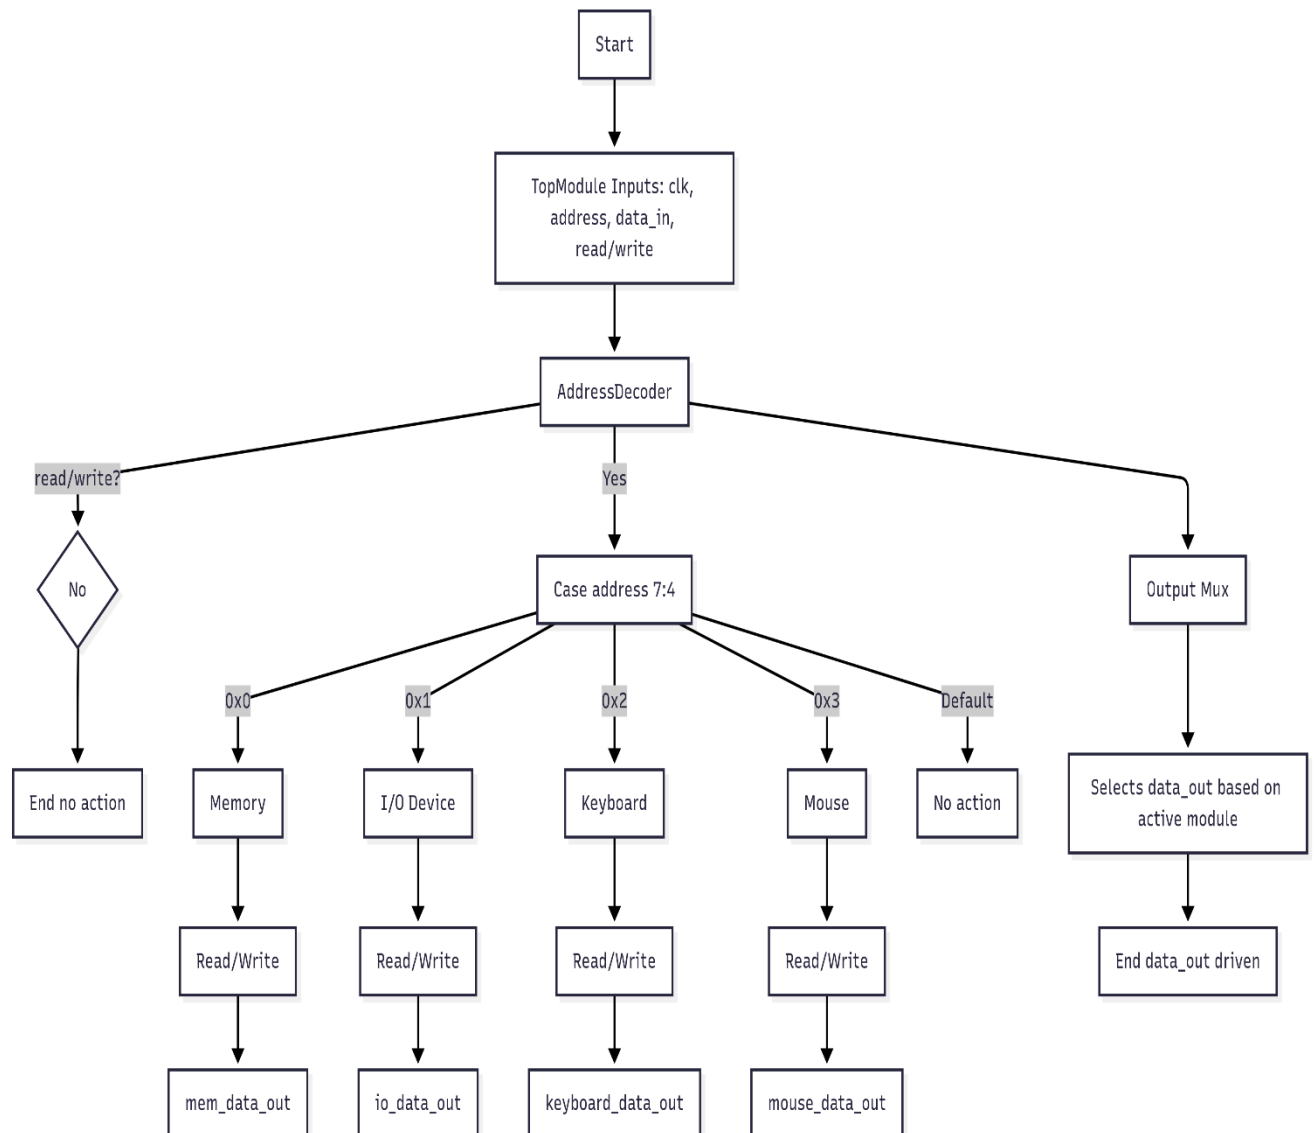 Start
TopModule Inputs: clk,
address, data_in,
read/write
AddressDecoder
read/write?
Yes
No
Case address 7:4
Output Mux
0x0
0x1
0x2
0x3
Default
End no action
Memory
I/O Device
Keyboard
Mouse
No action
Selects data_out based on
active module
Read/Write
Read/Write
Read/Write
Read/Write
End data_out driven
mem_data_out
io_data_out
keyboard_data_out
mouse_data_out